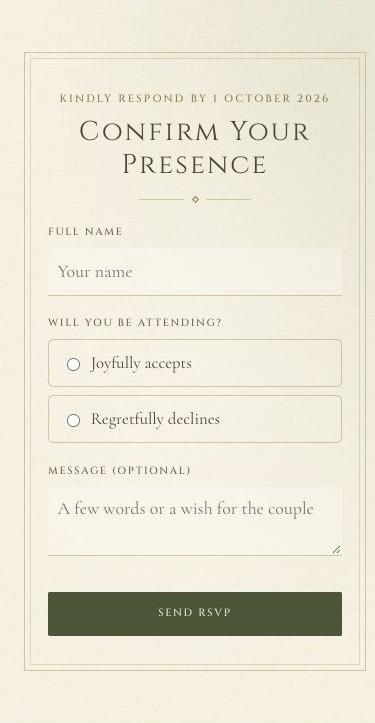 KINDLY RESPOND BY 1 OCTOBER 2026
Confirm Your
Presence
FULL NAME
Your name
WILL YOU BE ATTENDING?
Joyfully accepts
Regretfully declines
MESSAGE (OPTIONAL)
A few words or a wish for the couple
SEND RSVP